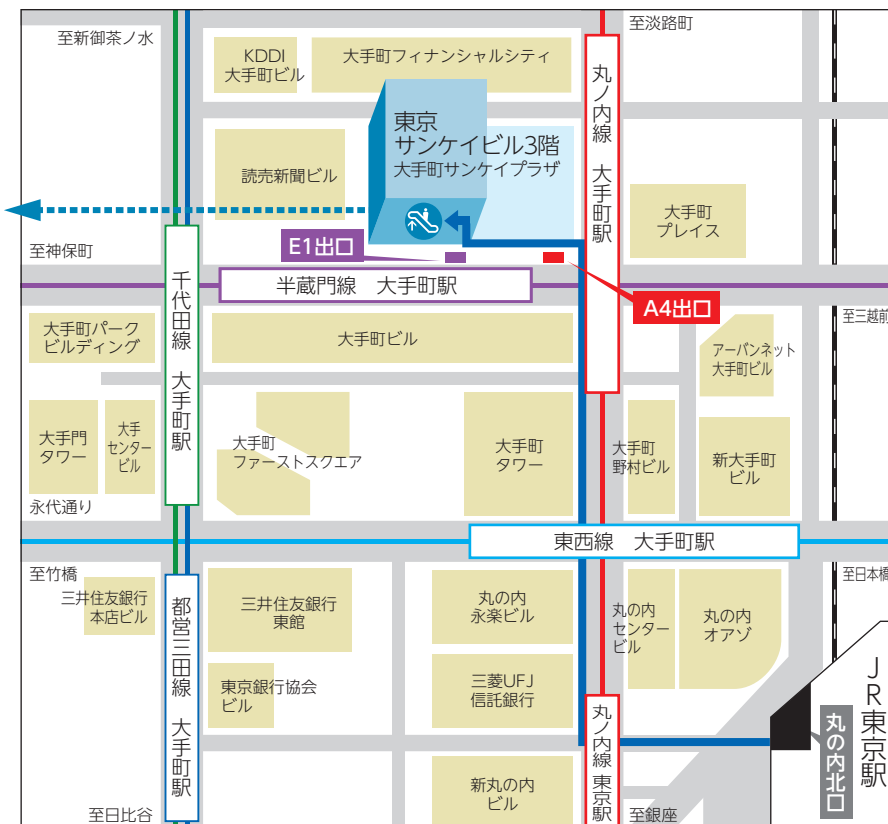 至新御茶ノ水
KDDI
大手町ビル
大手町フィナンシャルシティ
至淡路町
東京
サンケイビル3階
大手町サンケイプラザ
読売新聞ビル
丸ノ内線　大手町駅
大手町
プレイス
至神保町
E1出口
半蔵門線　大手町駅
A4出口
至三越前
千代田線　大手町駅
大手町パーク
ビルディング
大手町ビル
アーバンネット
大手町ビル
大手門
タワー
大手
センター
ビル
大手町
ファーストスクエア
大手町
タワー
大手町
野村ビル
新大手町
ビル
永代通り
東西線　大手町駅
至竹橋
至日本橋
三井住友銀行
本店ビル
都営三田線　大手町駅
三井住友銀行
東館
丸の内
永楽ビル
丸の内
センター
ビル
丸の内
オアゾ
東京銀行協会
ビル
三菱UFJ
信託銀行
丸ノ内線 東京駅
JR東京駅
丸の内北口
新丸の内
ビル
至日比谷
至銀座